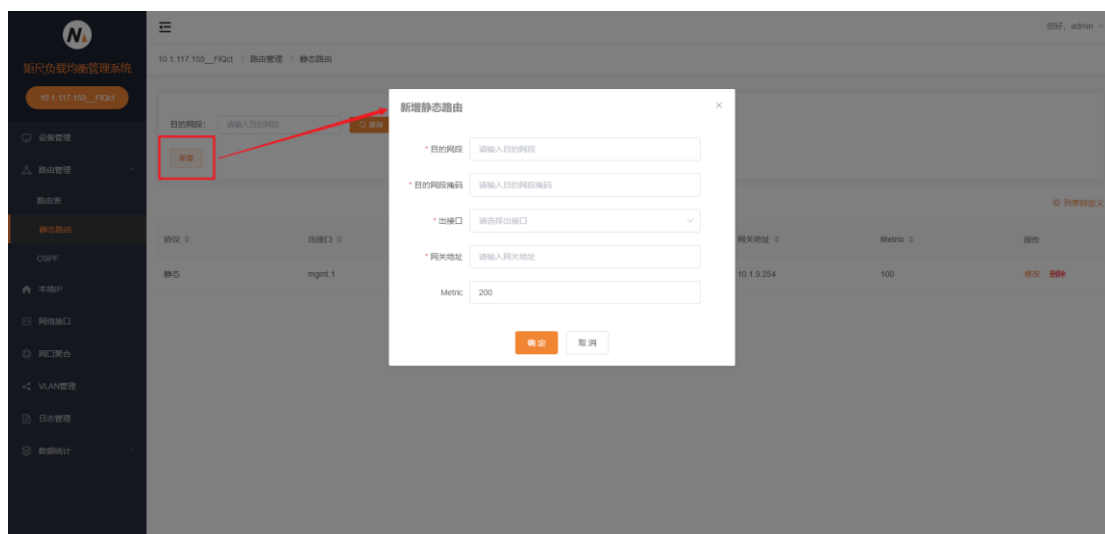 您好，admin
矩尺负载均衡管理系统
10.1.117.155__FlQct
10.1.117.155__FlQct > 路由管理 > 静态路由
设备管理
路由管理
路由表
静态路由
OSPF
本地IP
网络接口
网口聚合
VLAN管理
日志管理
数据统计
目的网段： 请输入目的网段 查询
新增
列表自定义
协议 出接口 网关地址 Metric 操作
静态 mgmt.1 10.1.9.254 100 修改 删除
新增静态路由
* 目的网段 请输入目的网段
* 目的网段掩码 请输入目的网段掩码
* 出接口 请选择出接口
* 网关地址 请输入网关地址
Metric 200
确 定 取 消